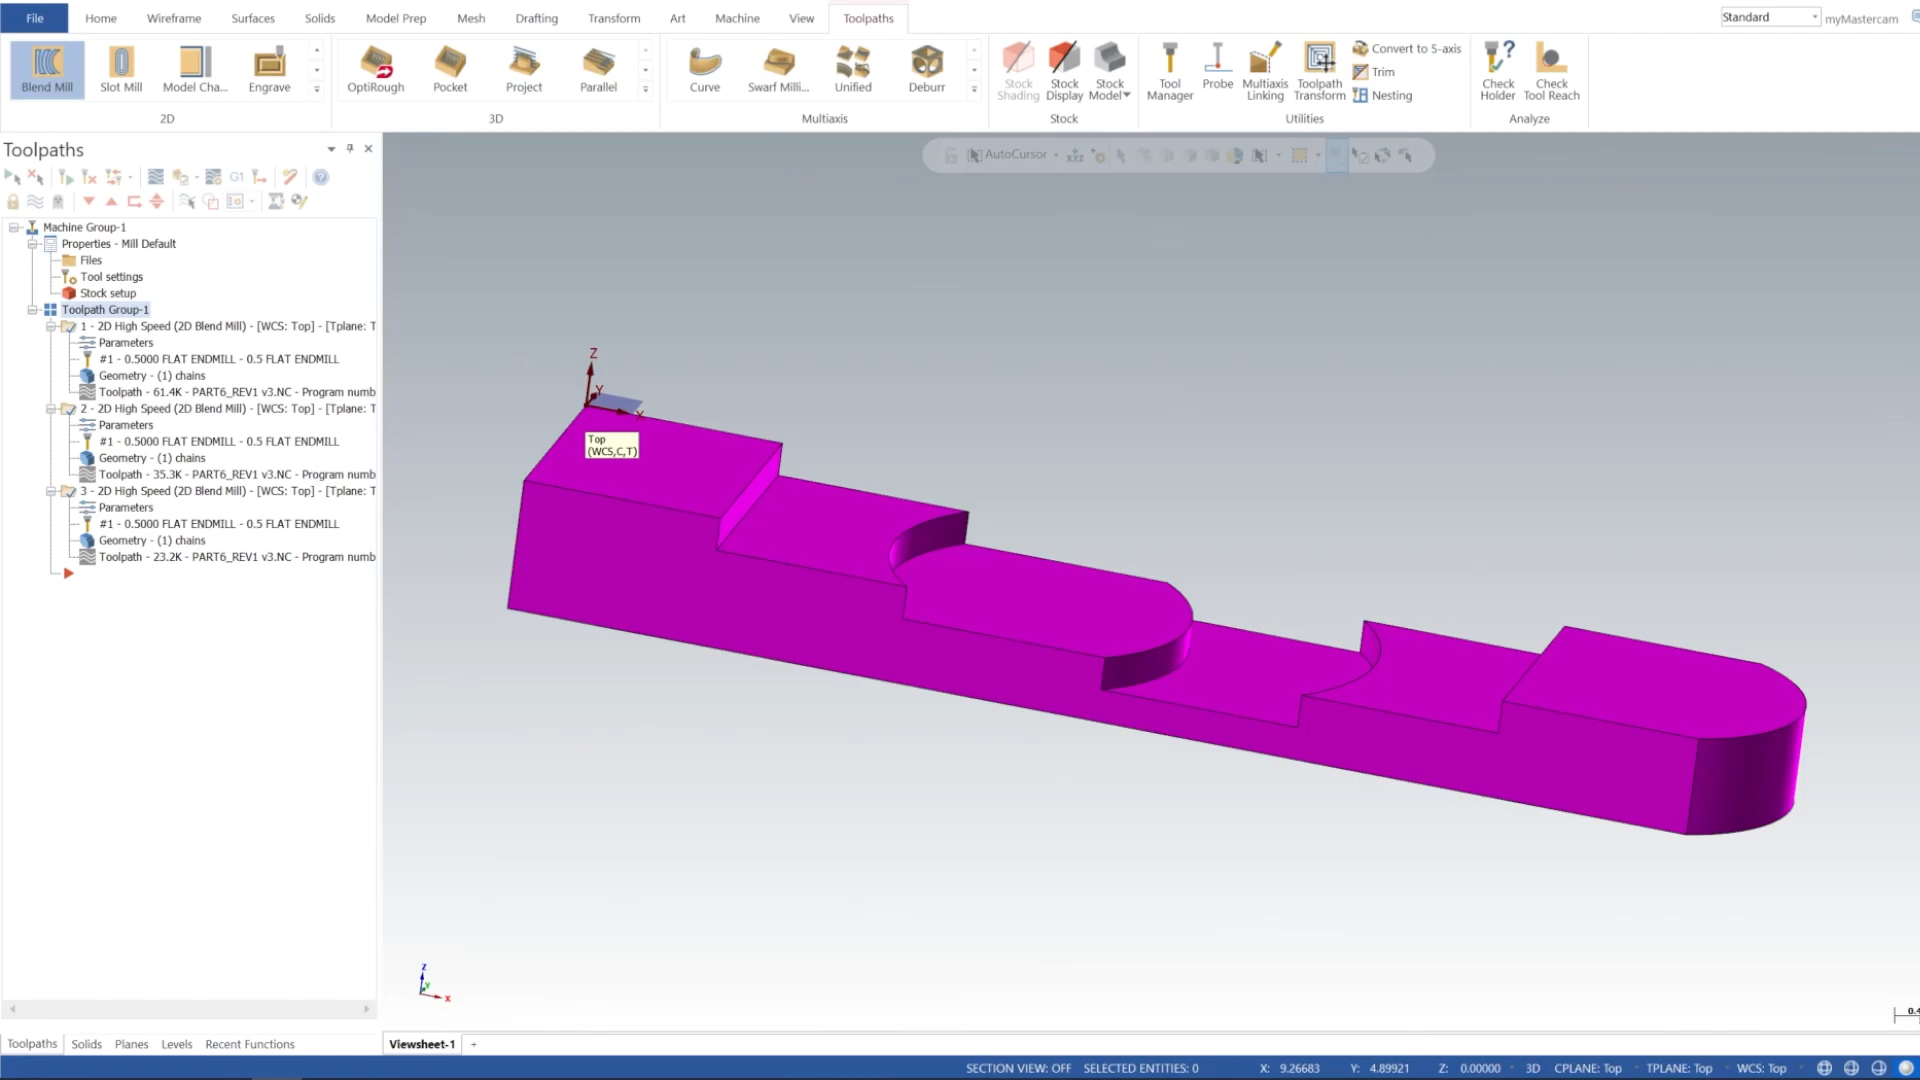 File Home Wireframe Surfaces Solids Model Prep Mesh Drafting Transform Art Machine View Toolpaths Standard myMastercam
Blend Mill Slot Mill Model Cha... Engrave
2D
OptiRough Pocket Project Parallel
3D
Curve Swarf Milli... Unified Deburr
Multiaxis
Stock Shading Stock Display Stock Model
Stock
Tool Manager Probe Multiaxis Linking Toolpath Transform
Convert to 5-axis
Trim
Nesting
Utilities
Check Holder Check Tool Reach
Analyze
Toolpaths
AutoCursor
G1
Machine Group-1
Properties - Mill Default
Files
Tool settings
Stock setup
Toolpath Group-1
1 - 2D High Speed (2D Blend Mill) - [WCS: Top] - [Tplane: T
Parameters
#1 - 0.5000 FLAT ENDMILL - 0.5 FLAT ENDMILL
Geometry - (1) chains
Toolpath - 61.4K - PART6_REV1 v3.NC - Program numb
2 - 2D High Speed (2D Blend Mill) - [WCS: Top] - [Tplane: T
Parameters
#1 - 0.5000 FLAT ENDMILL - 0.5 FLAT ENDMILL
Geometry - (1) chains
Toolpath - 35.3K - PART6_REV1 v3.NC - Program numb
3 - 2D High Speed (2D Blend Mill) - [WCS: Top] - [Tplane: T
Parameters
#1 - 0.5000 FLAT ENDMILL - 0.5 FLAT ENDMILL
Geometry - (1) chains
Toolpath - 23.2K - PART6_REV1 v3.NC - Program numb
Z
Y
X
Top
(WCS,C,T)
Z
Y
X
0.4
Toolpaths Solids Planes Levels Recent Functions
Viewsheet-1 +
SECTION VIEW: OFF SELECTED ENTITIES: 0 X: 9.26683 Y: 4.89921 Z: 0.00000 3D CPLANE: Top TPLANE: Top WCS: Top